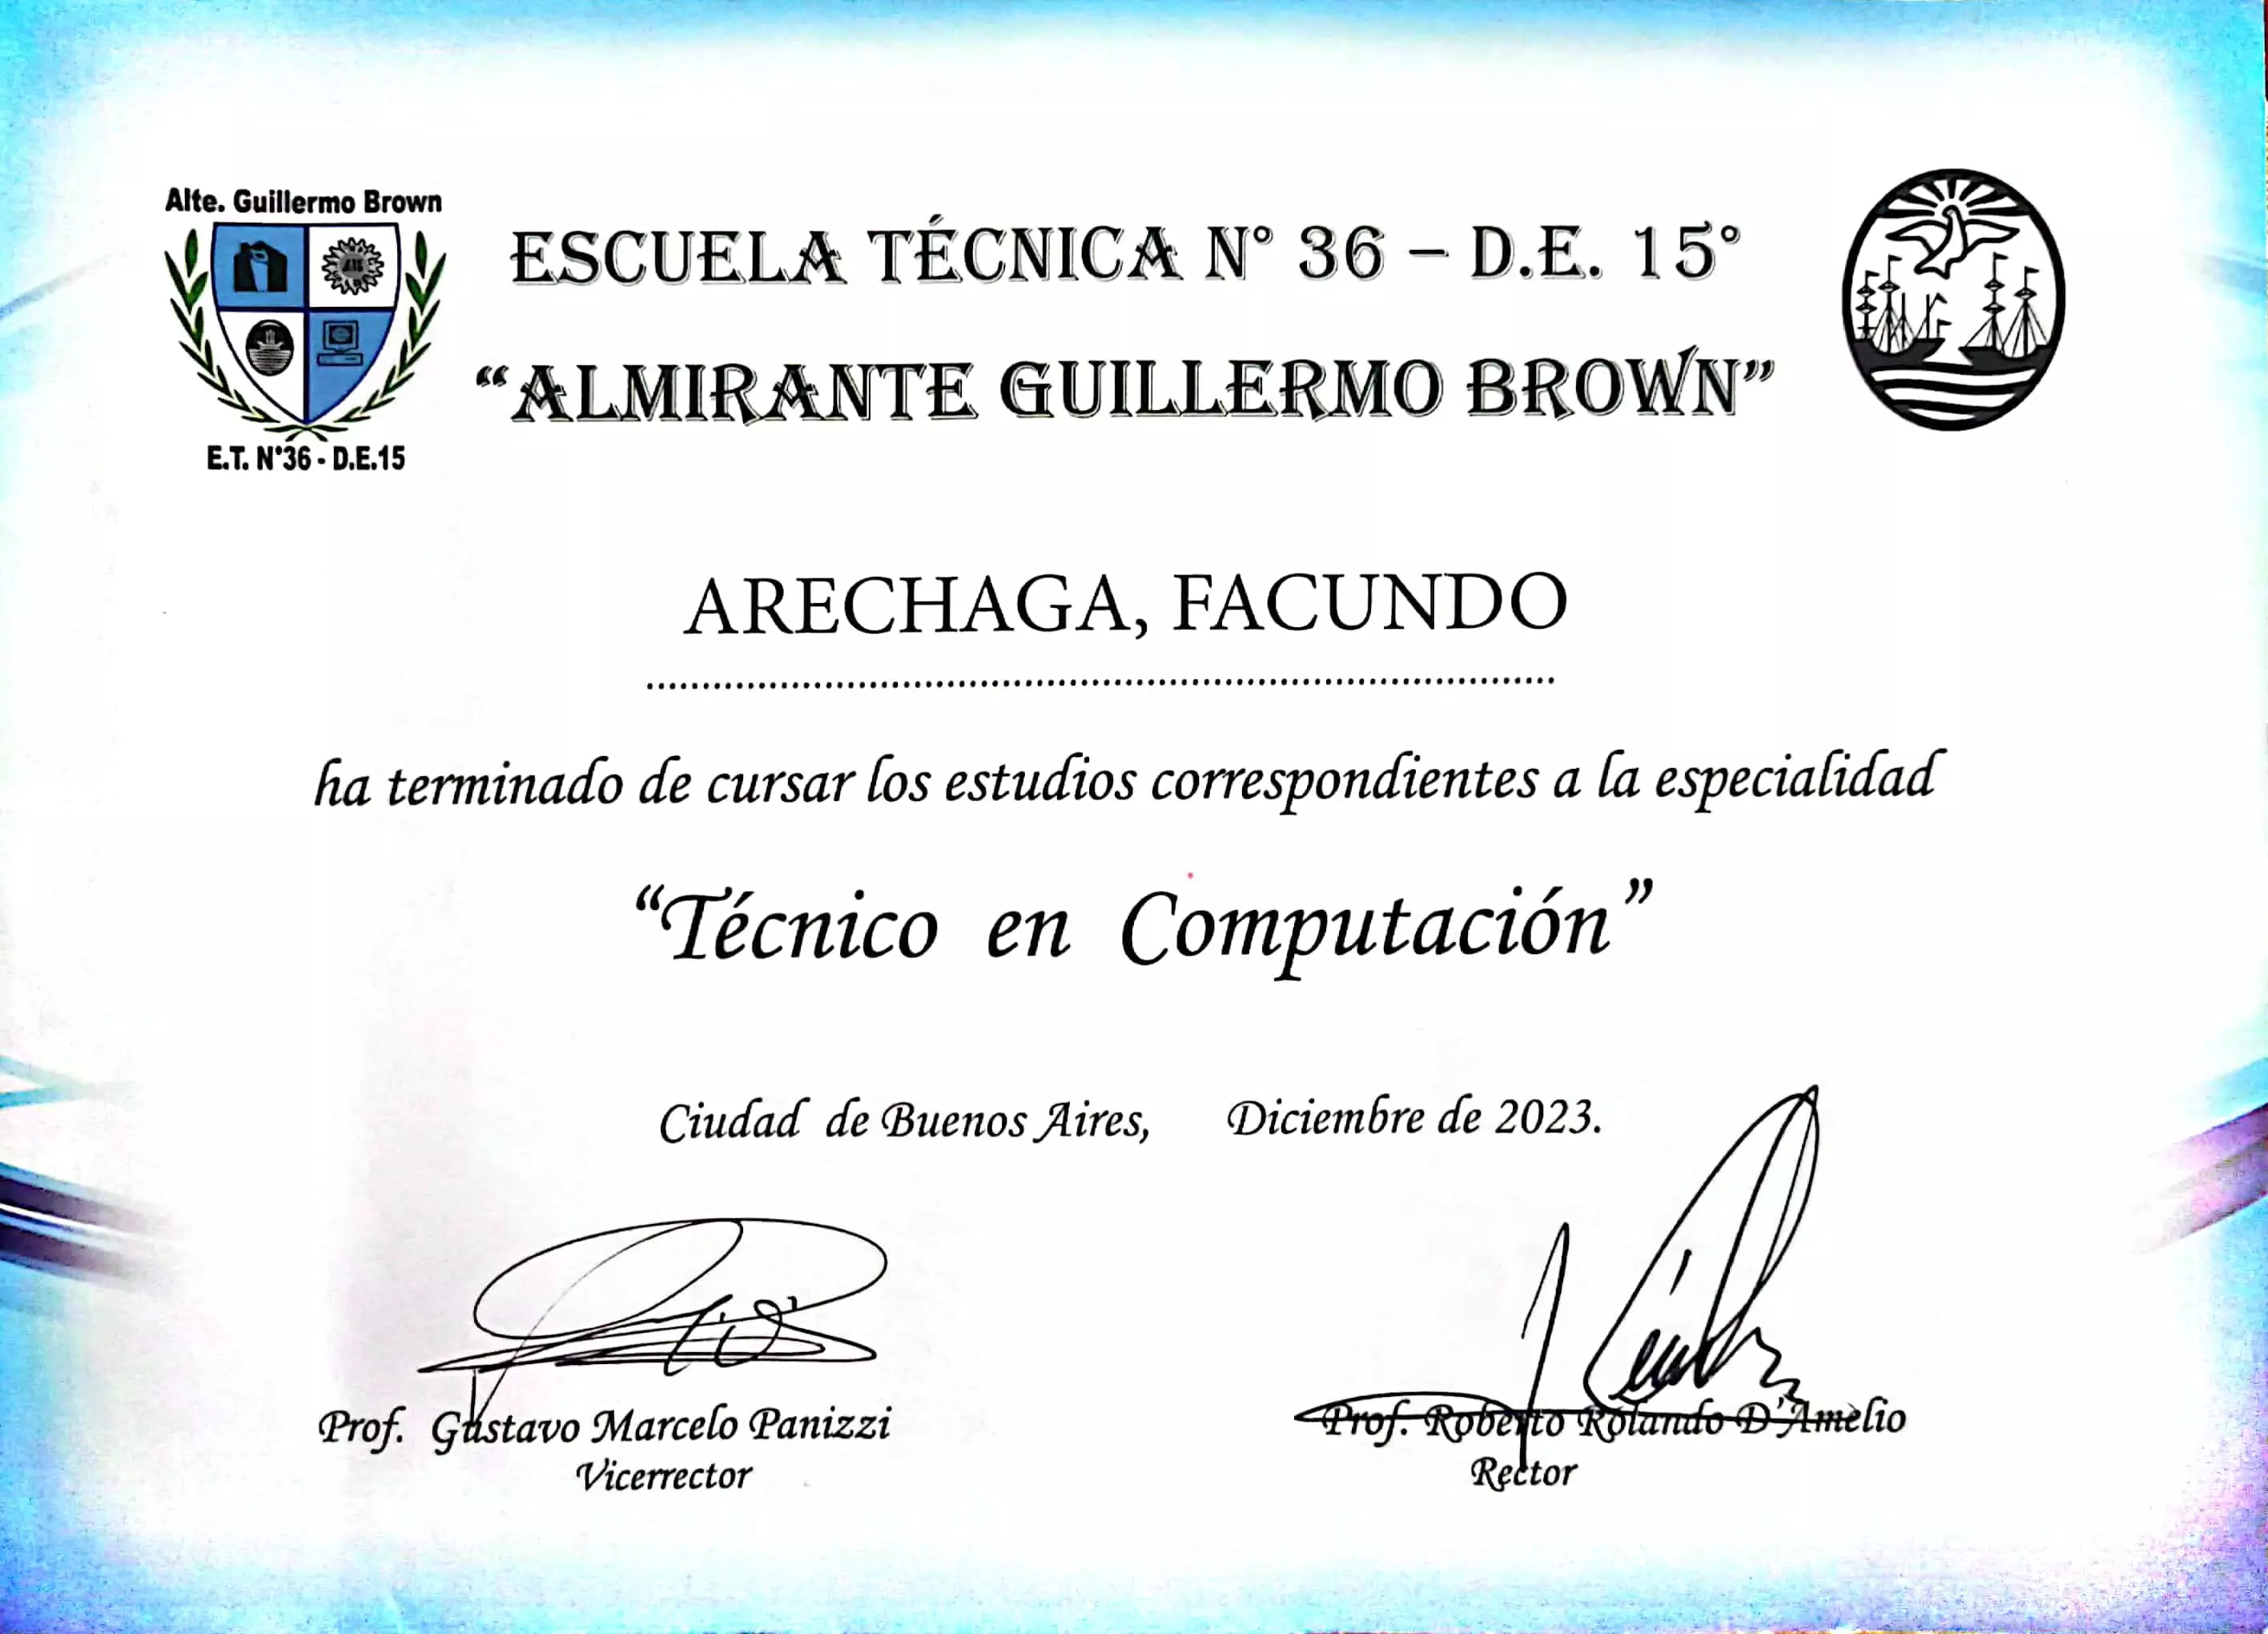 Alte. Guillermo Brown
E.T. N°36 - D.E.15
ESCUELA TÉCNICA N° 36 – D.E. 15°
“ALMIRANTE GUILLERMO BROWN”
ARECHAGA, FACUNDO
ha terminado de cursar los estudios correspondientes a la especialidad
“Técnico en Computación”
Ciudad de Buenos Aires, Diciembre de 2023.
Prof. Gustavo Marcelo Panizzi
Vicerrector
Prof. Roberto Rolando D'Amelio
Rector